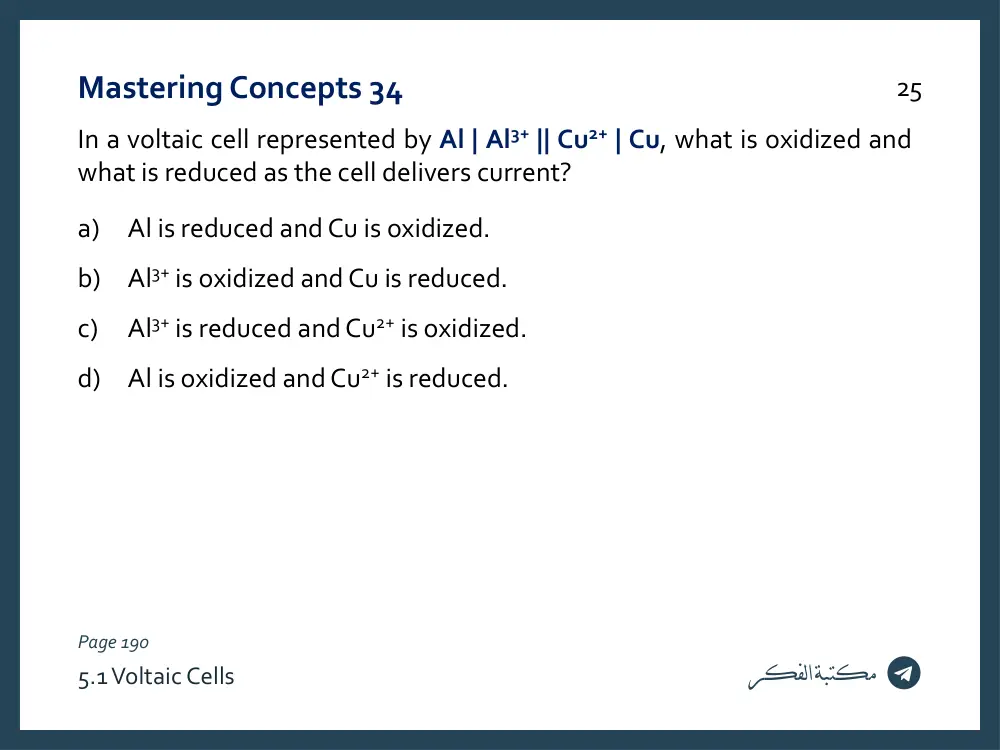 Mastering Concepts 34
25
In a voltaic cell represented by Al | Al³⁺ || Cu²⁺ | Cu, what is oxidized and
what is reduced as the cell delivers current?
a) Al is reduced and Cu is oxidized.
b) Al³⁺ is oxidized and Cu is reduced.
c) Al³⁺ is reduced and Cu²⁺ is oxidized.
d) Al is oxidized and Cu²⁺ is reduced.
Page 190
5.1 Voltaic Cells
مكتبة الفكر